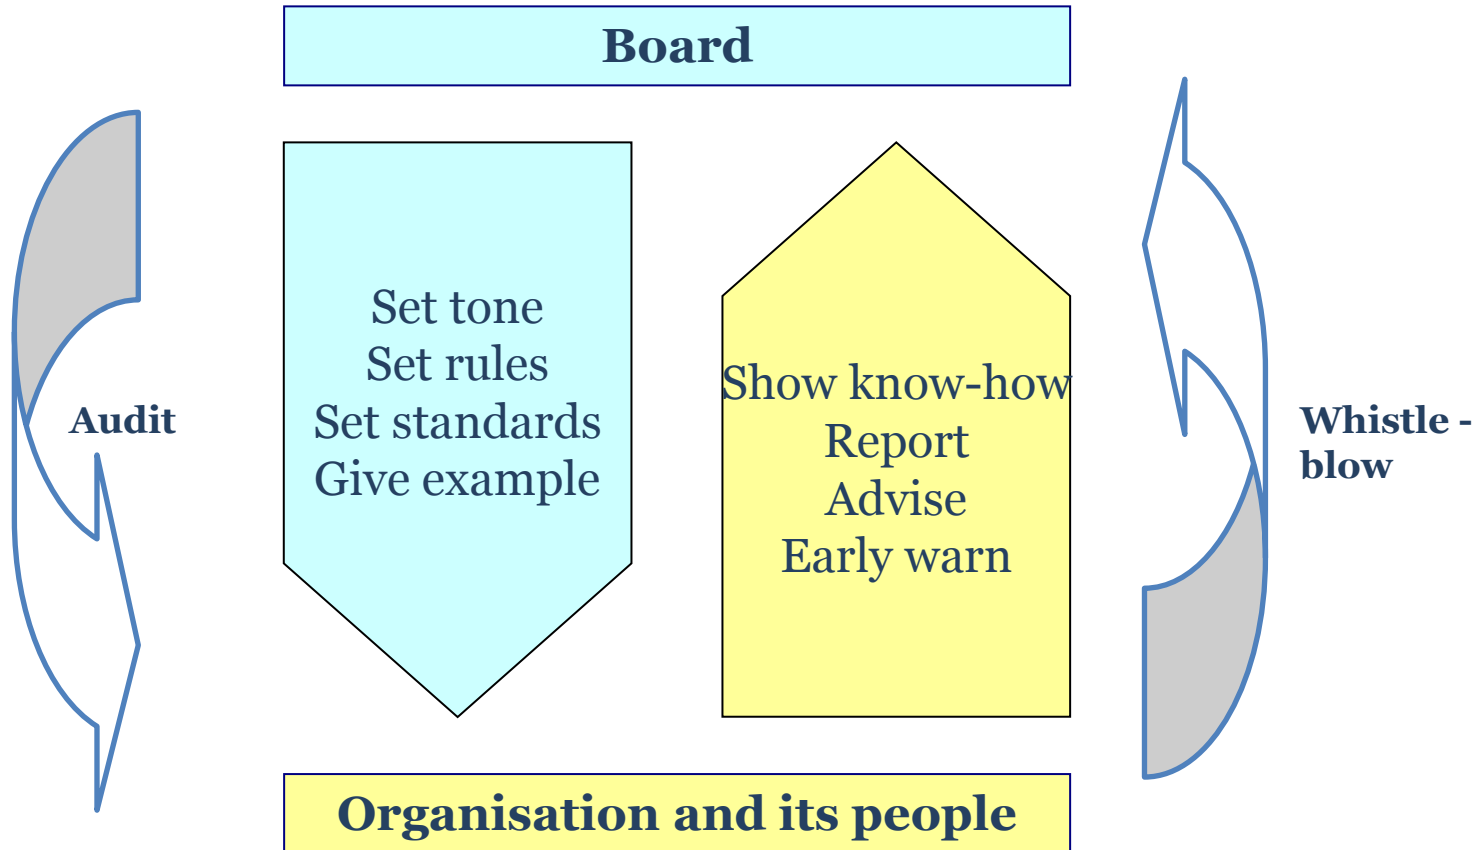 Board
Set tone
Set rules
Set standards
Give example
Show know-how
Report
Advise
Early warn
Audit
Whistle -
blow
Organisation and its people